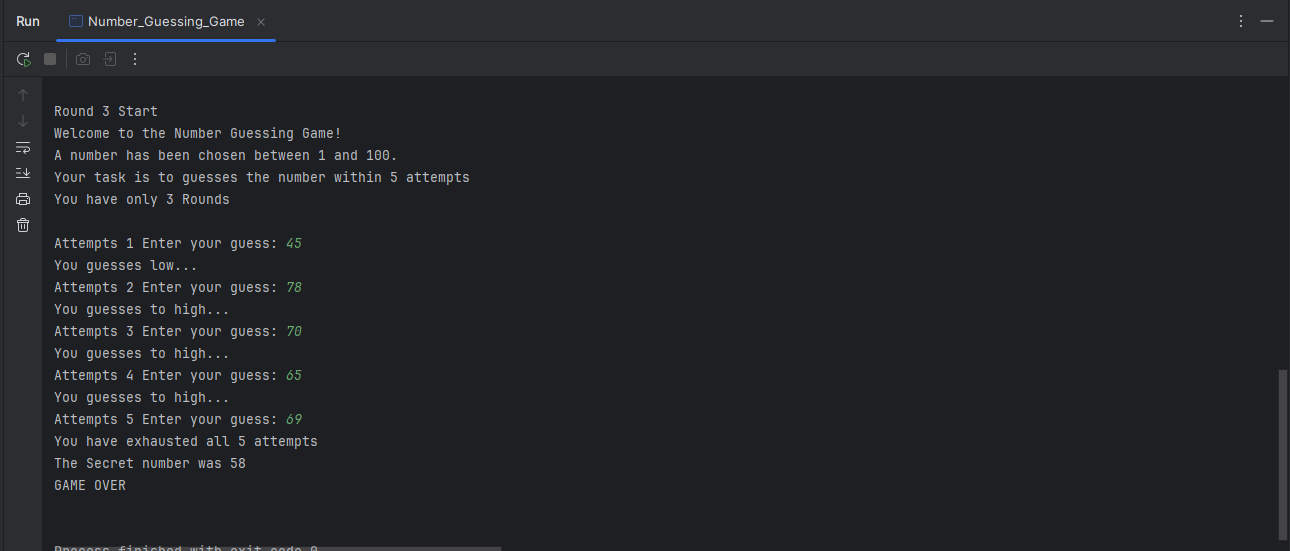 Run Number_Guessing_Game
Round 3 Start
Welcome to the Number Guessing Game!
A number has been chosen between 1 and 100.
Your task is to guesses the number within 5 attempts
You have only 3 Rounds
Attempts 1 Enter your guess: 45
You guesses low...
Attempts 2 Enter your guess: 78
You guesses to high...
Attempts 3 Enter your guess: 70
You guesses to high...
Attempts 4 Enter your guess: 65
You guesses to high...
Attempts 5 Enter your guess: 69
You have exhausted all 5 attempts
The Secret number was 58
GAME OVER
Process finished with exit code 0